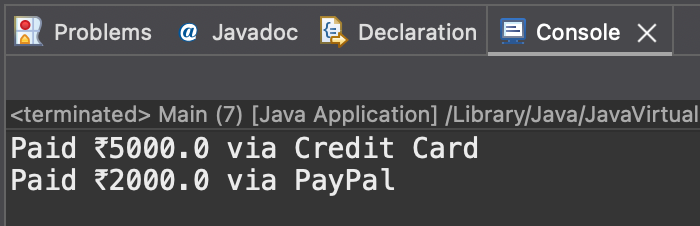 Problems @ Javadoc Declaration Console
<terminated> Main (7) [Java Application] /Library/Java/JavaVirtual
Paid ₹5000.0 via Credit Card
Paid ₹2000.0 via PayPal